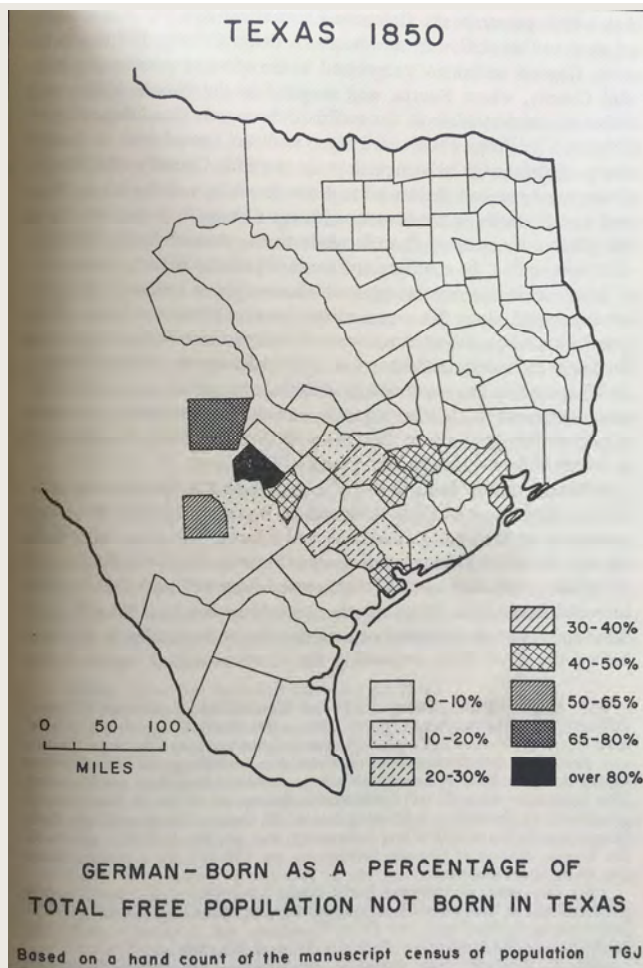 TEXAS 1850
30-40%
40-50%
0-10%
50-65%
10-20%
65-80%
20-30%
over 80%
0 50 100
MILES
GERMAN-BORN AS A PERCENTAGE OF
TOTAL FREE POPULATION NOT BORN IN TEXAS
Based on a hand count of the manuscript census of population TGJ